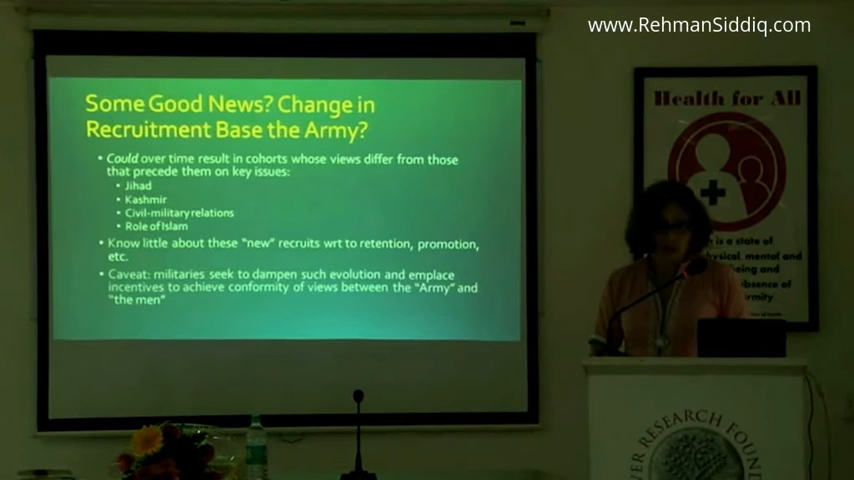 www.RehmanSiddiq.com
Some Good News? Change in
Recruitment Base the Army?
• Could over time result in cohorts whose views differ from those
that precede them on key issues:
• Jihad
• Kashmir
• Civil-military relations
• Role of Islam
• Know little about these "new" recruits wrt to retention, promotion,
etc.
• Caveat: militaries seek to dampen such evolution and emplace
incentives to achieve conformity of views between the "Army" and
"the men"
Health for All
is a state of
mental and
being and
RESEARCH